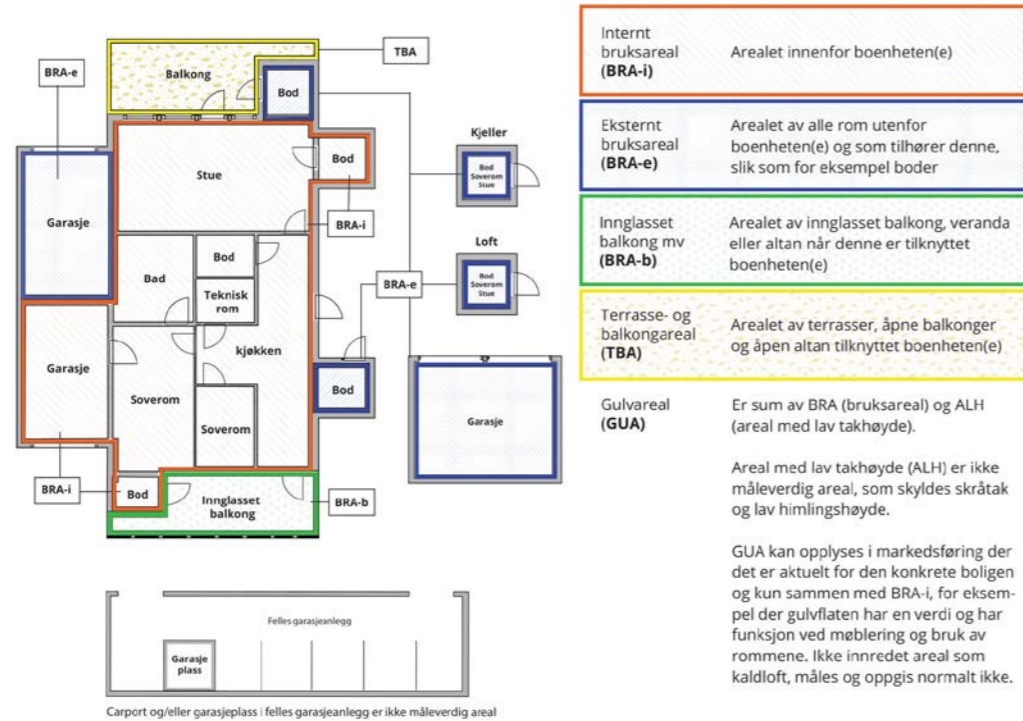 TBA
BRA-e
Balkong
Bod
Kjeller
Bod
Soverom
Stue
Stue
Bod
Garasje
BRA-i
Loft
Bod
Bad
Teknisk
rom
BRA-e
Bod
Soverom
Stue
Garasje
kjøkken
Soverom
Bod
Soverom
Garasje
BRA-i
Bod
Innglasset
balkong
BRA-b
Felles garasjeanlegg
Garasje
plass
Carport og/eller garasjeplass i felles garasjeanlegg er ikke måleverdig areal
Internt
bruksareal
(BRA-i)
Arealet innenfor boenheten(e)
Eksternt
bruksareal
(BRA-e)
Arealet av alle rom utenfor
boenheten(e) og som tilhører denne,
slik som for eksempel boder
Innglasset
balkong mv
(BRA-b)
Arealet av innglasset balkong, veranda
eller altan når denne er tilknyttet
boenheten(e)
Terrasse- og
balkongareal
(TBA)
Arealet av terrasser, åpne balkonger
og åpen altan tilknyttet boenheten(e)
Gulvareal
(GUA)
Er sum av BRA (bruksareal) og ALH
(areal med lav takhøyde).
Areal med lav takhøyde (ALH) er ikke
måleverdig areal, som skyldes skråtak
og lav himlingshøyde.
GUA kan opplyses i markedsføring der
det er aktuelt for den konkrete boligen
og kun sammen med BRA-i, for eksem-
pel der gulvflaten har en verdi og har
funksjon ved møblering og bruk av
rommene. Ikke innredet areal som
kaldloft, måles og oppgis normalt ikke.